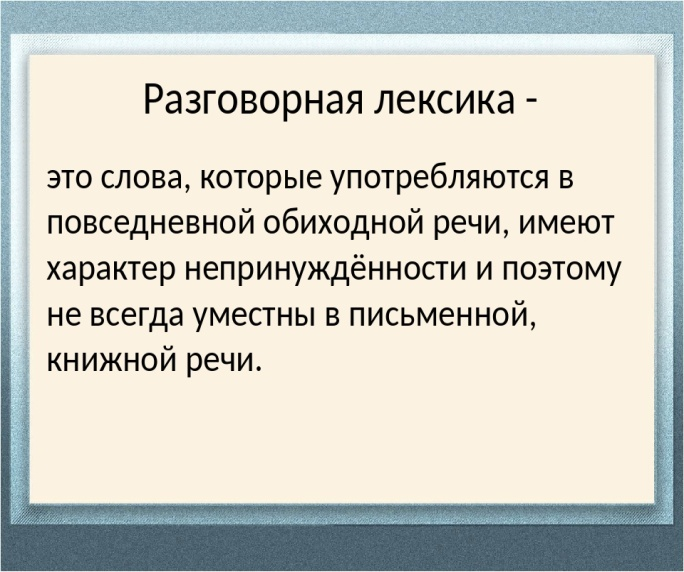 Разговорная лексика -
это слова, которые употребляются в
повседневной обиходной речи, имеют
характер непринуждённости и поэтому
не всегда уместны в письменной,
книжной речи.